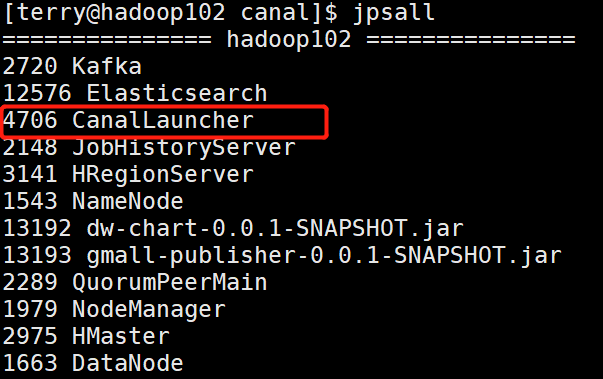 [terry@hadoop102 canal]$ jpsall
=============== hadoop102 ===============
2720 Kafka
12576 Elasticsearch
4706 CanalLauncher
2148 JobHistoryServer
3141 HRegionServer
1543 NameNode
13192 dw-chart-0.0.1-SNAPSHOT.jar
13193 gmall-publisher-0.0.1-SNAPSHOT.jar
2289 QuorumPeerMain
1979 NodeManager
2975 HMaster
1663 DataNode